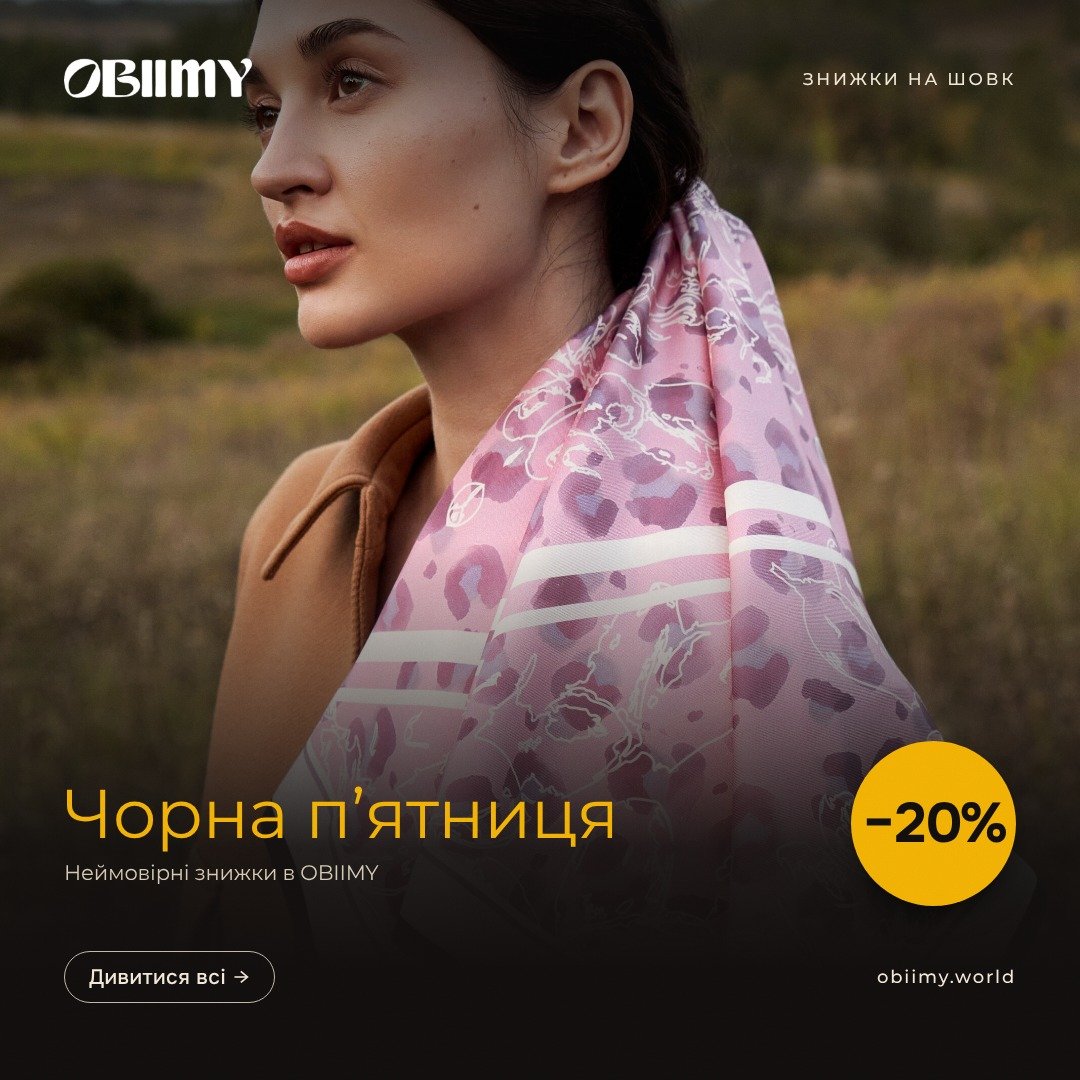 OBIIMY
ЗНИЖКИ НА ШОВК
Чорна п’ятниця
Неймовірні знижки в OBIIMY
-20%
Дивитися всі →
obiimy.world